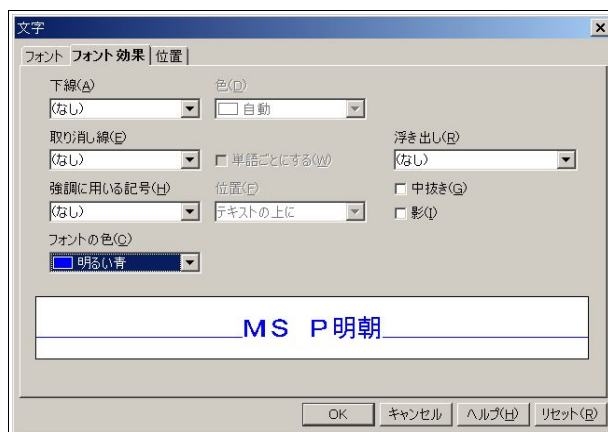 文字
フォント フォント効果 位置
下線(A) 色(D)
(なし) 自動
取り消し線(E) 浮き出し(R)
(なし) 単語ごとにする(W) (なし)
強調に用いる記号(H) 位置(F) 中抜き(G)
(なし) テキストの上に 影(I)
フォントの色(C)
明るい青
ＭＳ Ｐ明朝
OK キャンセル ヘルプ(H) リセット(R)